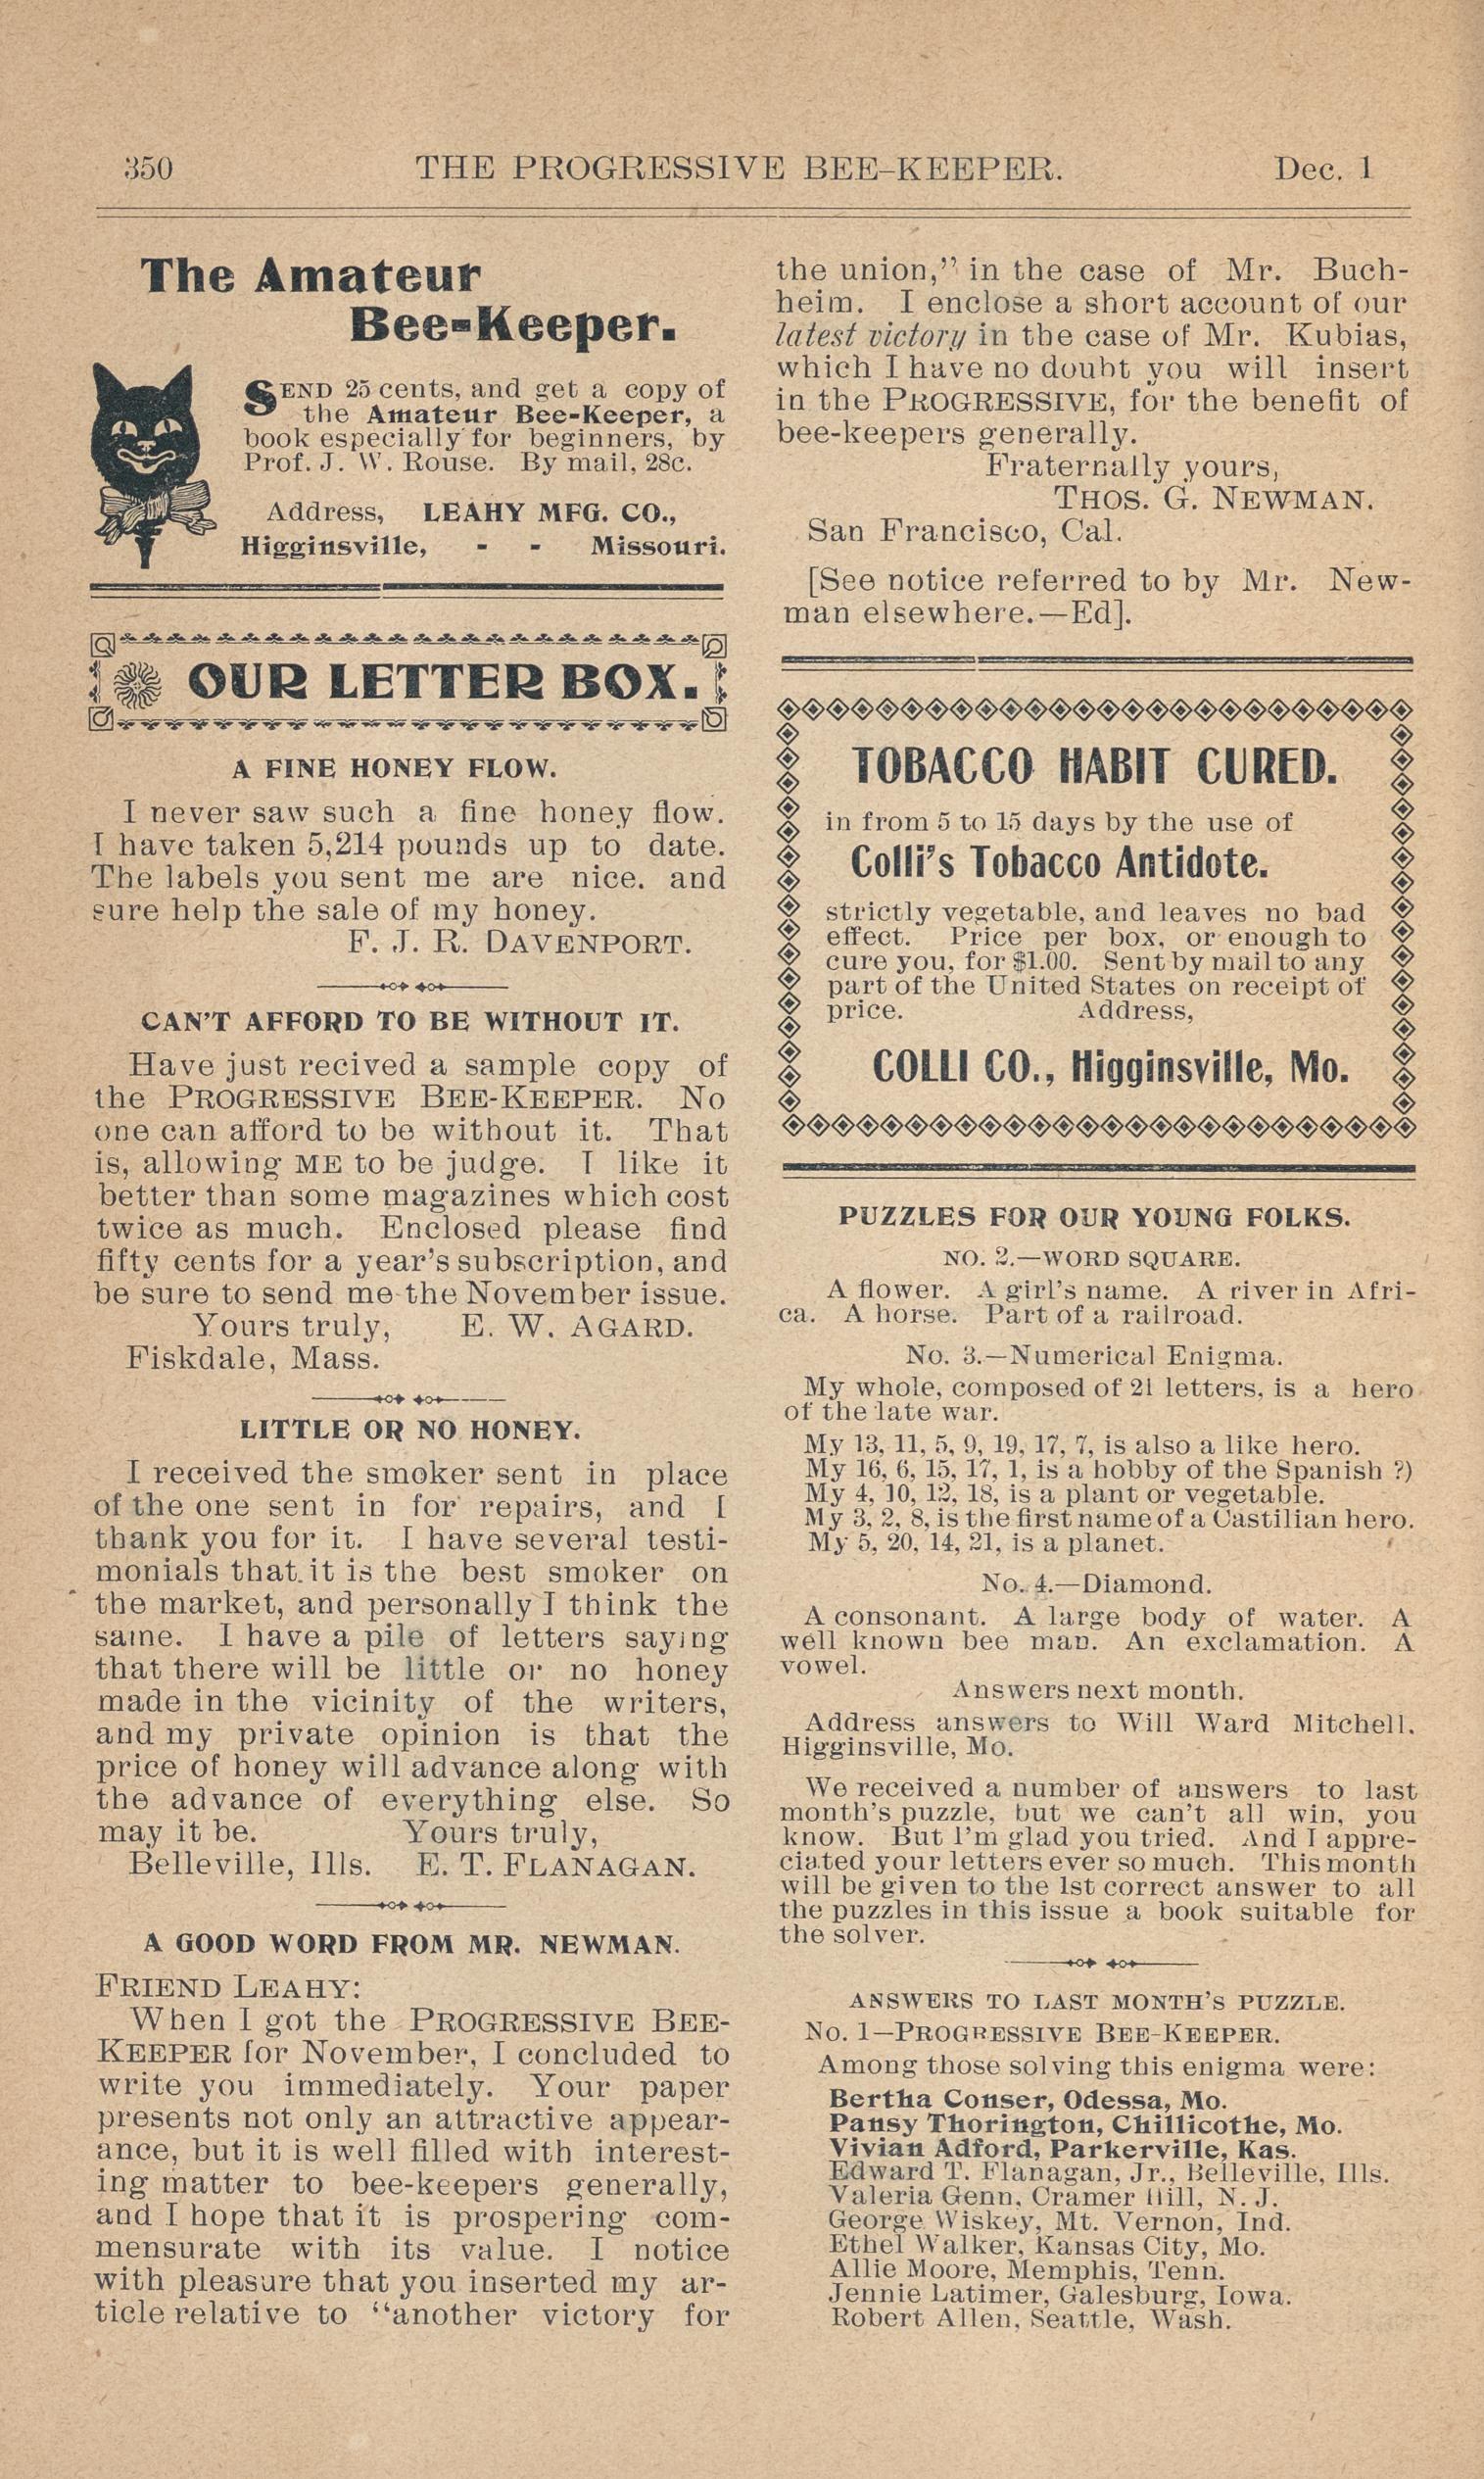 350 THE PROGRESSIVE BEE-KEEPER. Dec. 1
The Amateur
Bee-Keeper.
SEND 25 cents, and get a copy of
the Amateur Bee-Keeper, a
book especially for beginners, by
Prof. J. W. Rouse. By mail, 28c.
Address, LEAHY MFG. CO.,
Higginsville, - - Missouri.
OUR LETTER BOX.
A FINE HONEY FLOW.
I never saw such a fine honey flow.
I have taken 5,214 pounds up to date.
The labels you sent me are nice. and
sure help the sale of my honey.
F. J. R. DAVENPORT.
CAN'T AFFORD TO BE WITHOUT IT.
Have just recived a sample copy of
the PROGRESSIVE BEE-KEEPER. No
one can afford to be without it. That
is, allowing ME to be judge. I like it
better than some magazines which cost
twice as much. Enclosed please find
fifty cents for a year's subscription, and
be sure to send me the November issue.
Yours truly, E. W. AGARD.
Fiskdale, Mass.
LITTLE OR NO HONEY.
I received the smoker sent in place
of the one sent in for repairs, and I
thank you for it. I have several testi-
monials that it is the best smoker on
the market, and personally I think the
same. I have a pile of letters saying
that there will be little or no honey
made in the vicinity of the writers,
and my private opinion is that the
price of honey will advance along with
the advance of everything else. So
may it be. Yours truly,
Belleville, Ills. E. T. FLANAGAN.
A GOOD WORD FROM MR. NEWMAN.
FRIEND LEAHY:
When I got the PROGRESSIVE BEE-
KEEPER for November, I concluded to
write you immediately. Your paper
presents not only an attractive appear-
ance, but it is well filled with interest-
ing matter to bee-keepers generally,
and I hope that it is prospering com-
mensurate with its value. I notice
with pleasure that you inserted my ar-
ticle relative to "another victory for
the union," in the case of Mr. Buch-
heim. I enclose a short account of our
latest victory in the case of Mr. Kubias,
which I have no doubt you will insert
in the PROGRESSIVE, for the benefit of
bee-keepers generally.
Fraternally yours,
THOS. G. NEWMAN.
San Francisco, Cal.
[See notice referred to by Mr. New-
man elsewhere.—Ed].
TOBACCO HABIT CURED.
in from 5 to 15 days by the use of
Colli's Tobacco Antidote.
strictly vegetable, and leaves no bad
effect. Price per box, or enough to
cure you, for $1.00. Sent by mail to any
part of the United States on receipt of
price. Address,
COLLI CO., Higginsville, Mo.
PUZZLES FOR OUR YOUNG FOLKS.
NO. 2.—WORD SQUARE.
A flower. A girl's name. A river in Afri-
ca. A horse. Part of a railroad.
No. 3.—Numerical Enigma.
My whole, composed of 21 letters, is a hero
of the late war.
My 13, 11, 5, 9, 19, 17, 7, is also a like hero.
My 16, 6, 15, 17, 1, is a hobby of the Spanish ?)
My 4, 10, 12, 18, is a plant or vegetable.
My 3, 2, 8, is the first name of a Castilian hero.
My 5, 20, 14, 21, is a planet.
No. 4.—Diamond.
A consonant. A large body of water. A
well known bee man. An exclamation. A
vowel.
Answers next month.
Address answers to Will Ward Mitchell.
Higginsville, Mo.
We received a number of answers to last
month's puzzle, but we can't all win, you
know. But I'm glad you tried. And I appre-
ciated your letters ever so much. This month
will be given to the 1st correct answer to all
the puzzles in this issue a book suitable for
the solver.
ANSWERS TO LAST MONTH'S PUZZLE.
No. 1—PROGRESSIVE BEE-KEEPER.
Among those solving this enigma were:
Bertha Conser, Odessa, Mo.
Pansy Thorington, Chillicothe, Mo.
Vivian Adford, Parkerville, Kas.
Edward T. Flanagan, Jr., Belleville, Ills.
Valeria Genn, Cramer Hill, N. J.
George Wiskey, Mt. Vernon, Ind.
Ethel Walker, Kansas City, Mo.
Allie Moore, Memphis, Tenn.
Jennie Latimer, Galesburg, Iowa.
Robert Allen, Seattle, Wash.